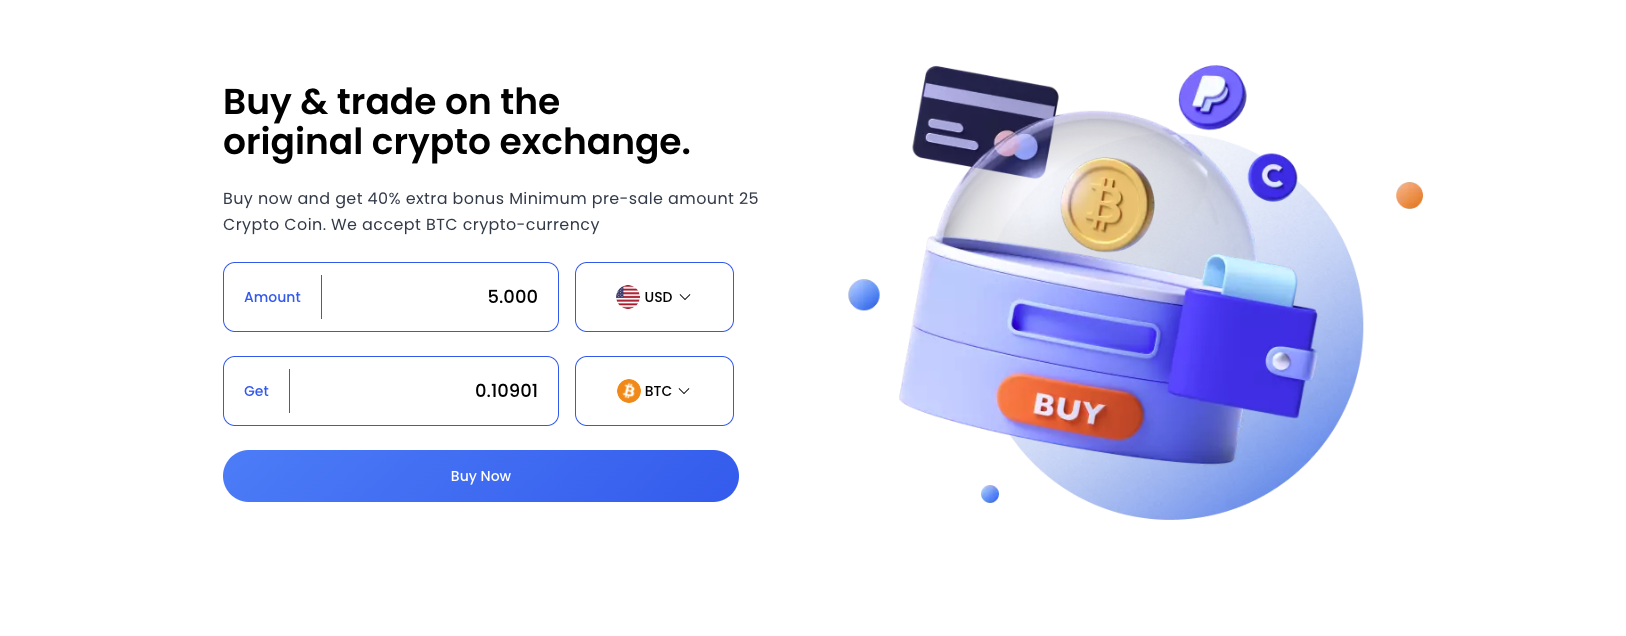 Buy & trade on the
original crypto exchange.
Buy now and get 40% extra bonus Minimum pre-sale amount 25
Crypto Coin. We accept BTC crypto-currency
Amount 5.000 USD
Get 0.10901 BTC
Buy Now
C
BUY